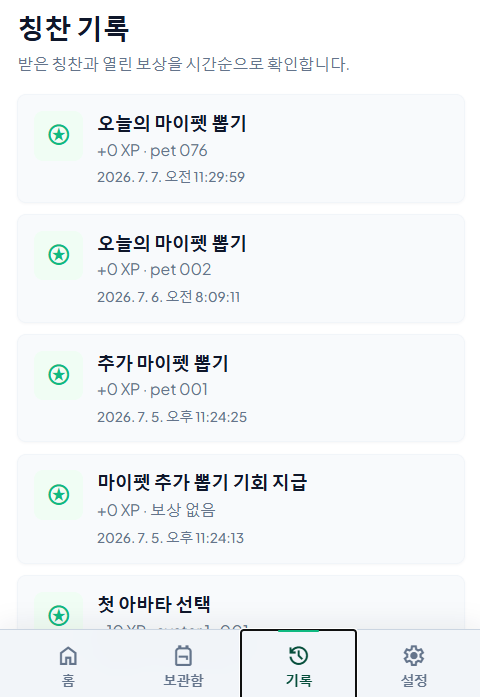 칭찬 기록
받은 칭찬과 열린 보상을 시간순으로 확인합니다.
오늘의 마이펫 뽑기
+0 XP · pet 076
2026. 7. 7. 오전 11:29:59
오늘의 마이펫 뽑기
+0 XP · pet 002
2026. 7. 6. 오전 8:09:11
추가 마이펫 뽑기
+0 XP · pet 001
2026. 7. 5. 오후 11:24:25
마이펫 추가 뽑기 기회 지급
+0 XP · 보상 없음
2026. 7. 5. 오후 11:24:13
첫 아바타 선택
홈
보관함
기록
설정